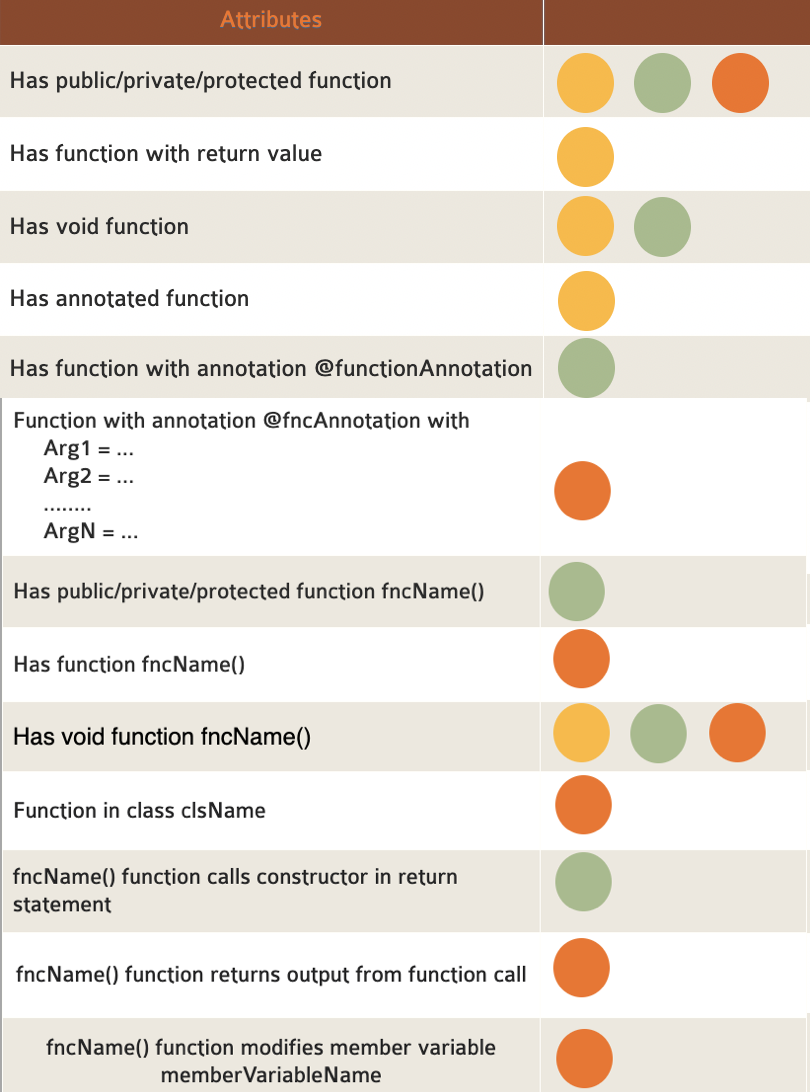 Attributes
Has public/private/protected function
Has function with return value
Has void function
Has annotated function
Has function with annotation @functionAnnotation
Function with annotation @fncAnnotation with
Arg1 = ...
Arg2 = ...
........
ArgN = ...
Has public/private/protected function fncName()
Has function fncName()
Has void function fncName()
Function in class clsName
fncName() function calls constructor in return
statement
fncName() function returns output from function call
fncName() function modifies member variable
memberVariableName